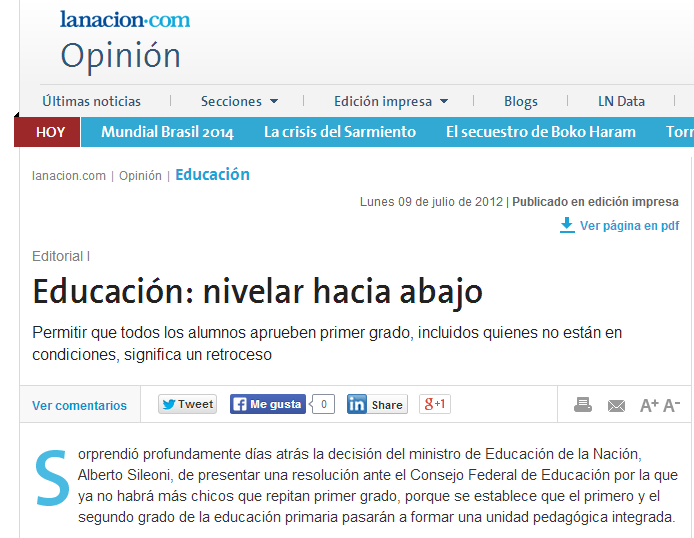 lanacion.com
Opinión
Últimas noticias Secciones Edición impresa Blogs LN Data
HOY Mundial Brasil 2014 La crisis del Sarmiento El secuestro de Boko Haram Torr
lanacion.com | Opinión | Educación
Lunes 09 de julio de 2012 | Publicado en edición impresa
Ver página en pdf
Editorial I
Educación: nivelar hacia abajo
Permitir que todos los alumnos aprueben primer grado, incluidos quienes no están en
condiciones, significa un retroceso
Ver comentarios Tweet Me gusta 0 Share g+1 A+ A-
Sorprendió profundamente días atrás la decisión del ministro de Educación de la Nación,
Alberto Sileoni, de presentar una resolución ante el Consejo Federal de Educación por la que
ya no habrá más chicos que repitan primer grado, porque se establece que el primero y el
segundo grado de la educación primaria pasarán a formar una unidad pedagógica integrada.